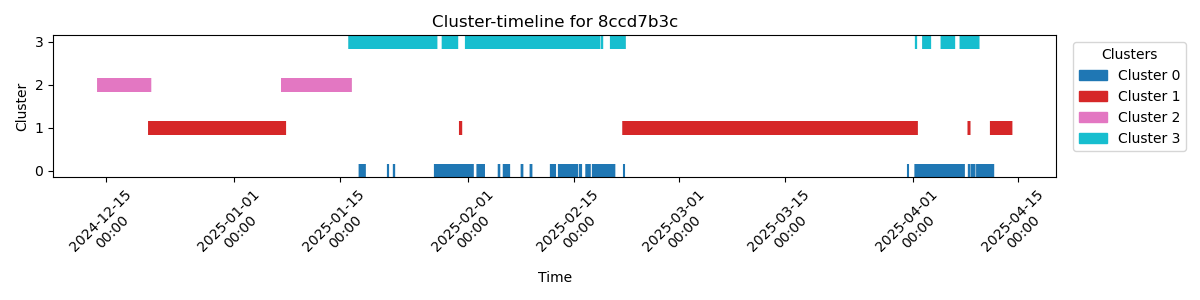 Cluster-timeline for 8ccd7b3c
Cluster
3
2
1
0
2024-12-15
00:00
2025-01-01
00:00
2025-01-15
00:00
2025-02-01
00:00
2025-02-15
00:00
2025-03-01
00:00
2025-03-15
00:00
2025-04-01
00:00
2025-04-15
00:00
Time
Clusters
Cluster 0
Cluster 1
Cluster 2
Cluster 3